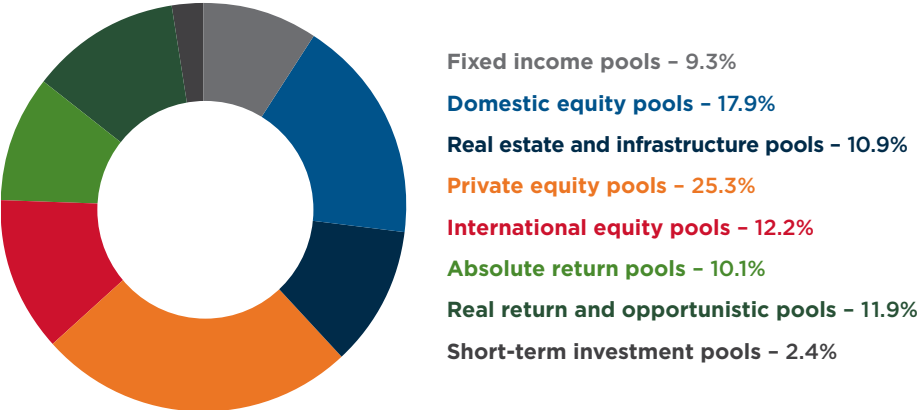 Fixed income pools – 9.3%
Domestic equity pools – 17.9%
Real estate and infrastructure pools – 10.9%
Private equity pools – 25.3%
International equity pools – 12.2%
Absolute return pools – 10.1%
Real return and opportunistic pools – 11.9%
Short-term investment pools – 2.4%